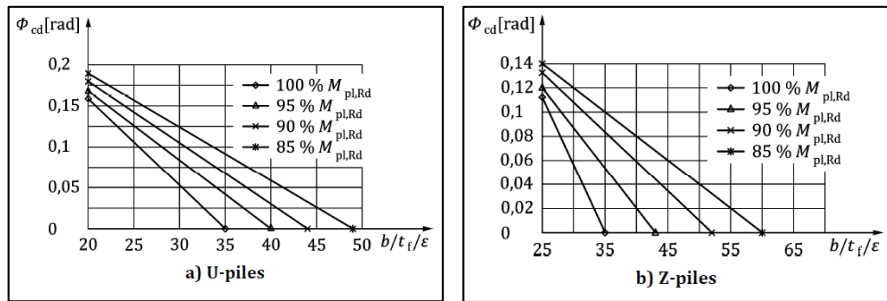 Φcd[rad]
0,2
0,15
0,1
0,05
0
100 % Mpl,Rd
95 % Mpl,Rd
90 % Mpl,Rd
85 % Mpl,Rd
20 25 30 35 40 45 50 b/tf/ε
a) U-piles
Φcd[rad]
0,14
0,12
0,1
0,08
0,06
0,04
0,02
0
100 % Mpl,Rd
95 % Mpl,Rd
90 % Mpl,Rd
85 % Mpl,Rd
25 35 45 55 65 b/tf/ε
b) Z-piles